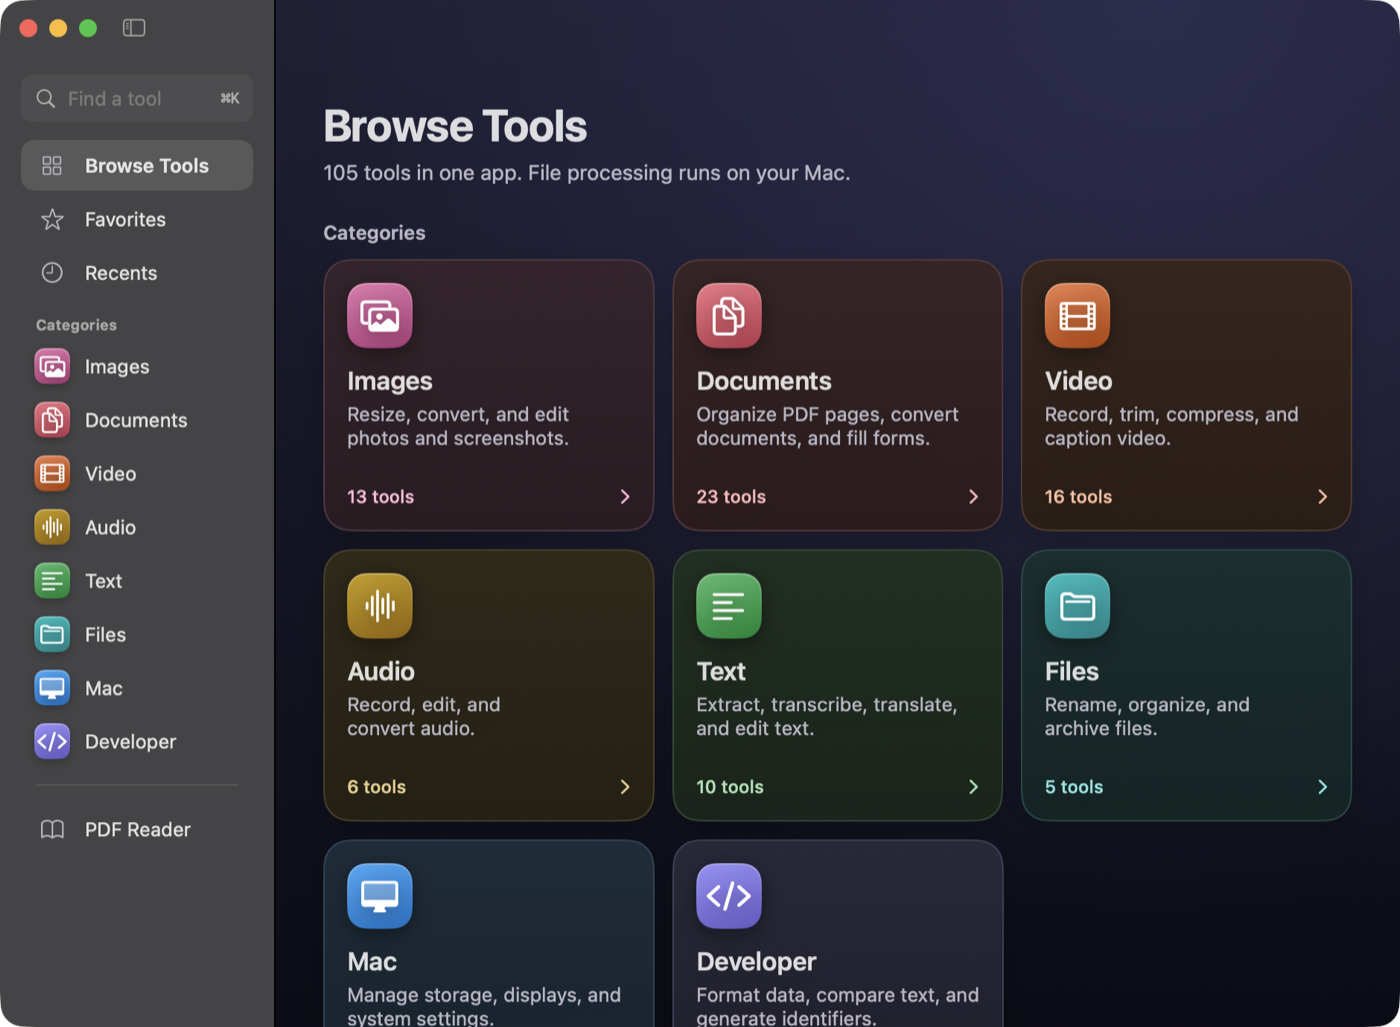 Find a tool ⌘K
Browse Tools
Favorites
Recents
Categories
Images
Documents
Video
Audio
Text
Files
Mac
Developer
PDF Reader
Browse Tools
105 tools in one app. File processing runs on your Mac.
Categories
Images
Resize, convert, and edit
photos and screenshots.
13 tools
Documents
Organize PDF pages, convert
documents, and fill forms.
23 tools
Video
Record, trim, compress, and
caption video.
16 tools
Audio
Record, edit, and
convert audio.
6 tools
Text
Extract, transcribe, translate,
and edit text.
10 tools
Files
Rename, organize, and
archive files.
5 tools
Mac
Manage storage, displays, and
system settings.
Developer
Format data, compare text, and
generate identifiers.